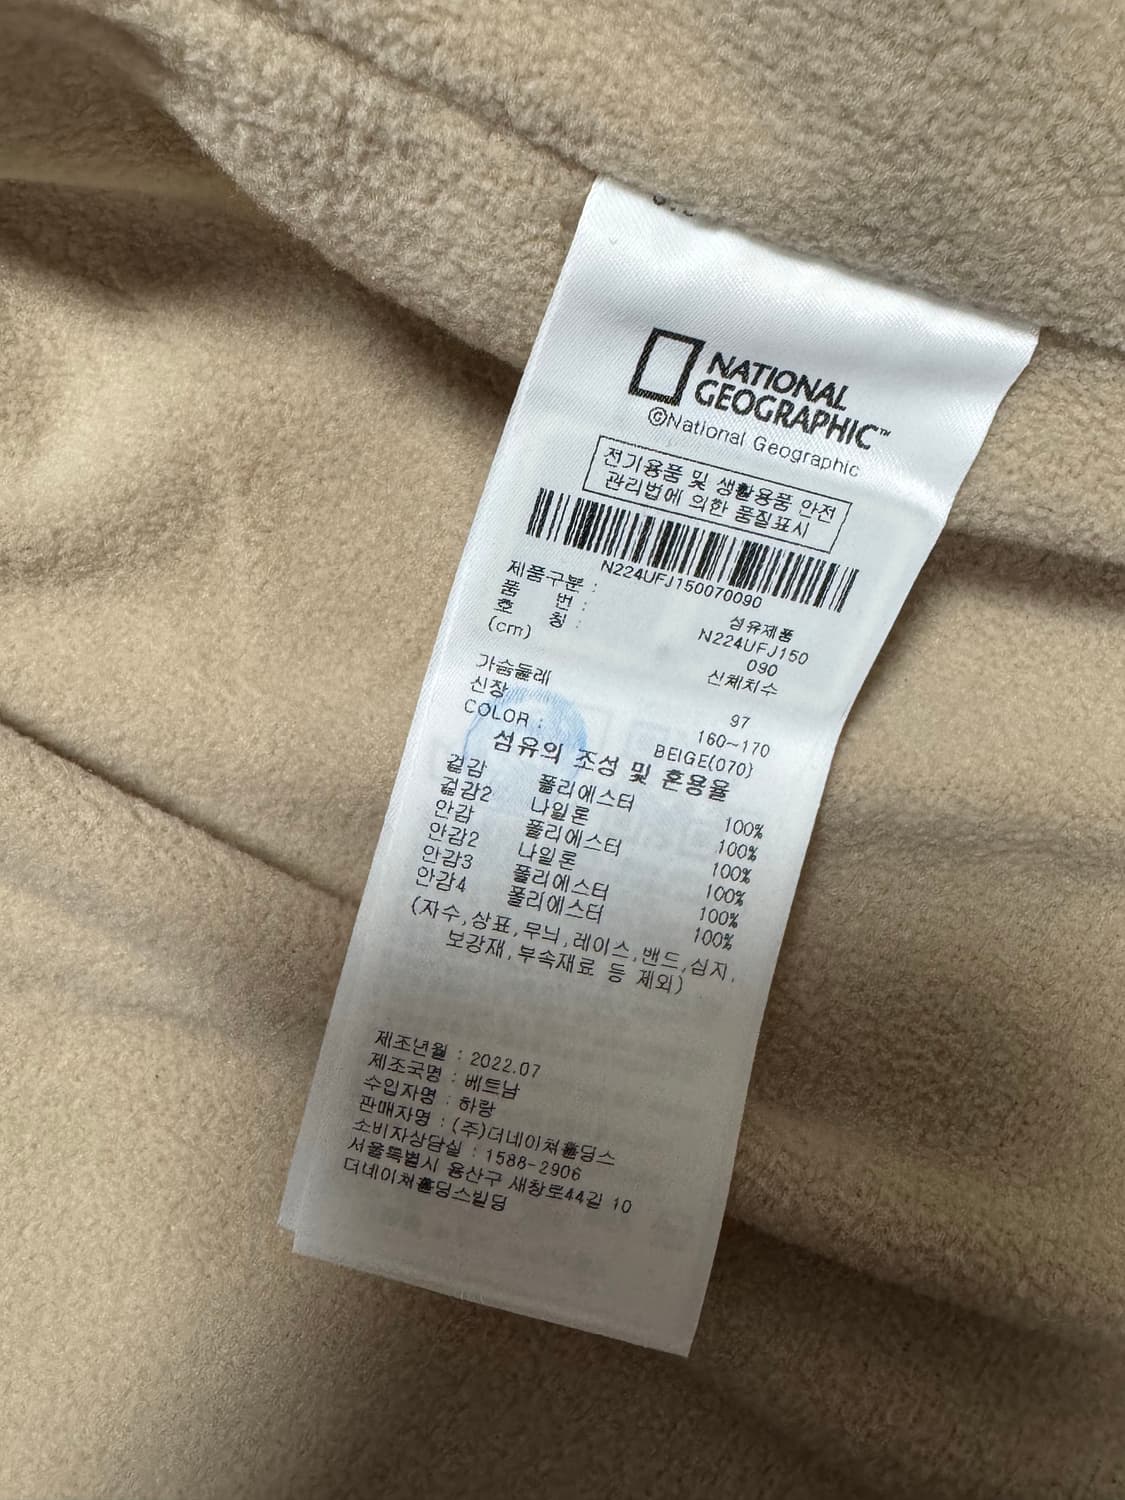 NATIONAL
GEOGRAPHIC™
©National Geographic
전기용품 및 생활용품 안전
관리법에 의한 품질표시
N224UFJ150070090
제품구분 : 섬유제품
품 번 : N224UFJ150
호 칭 : 090
(cm) 신체치수
가슴둘레 97
신장 160~170
COLOR : BEIGE(070)
섬유의 조성 및 혼용율
겉감 폴리에스터 100%
겉감2 나일론 100%
안감 폴리에스터 100%
안감2 나일론 100%
안감3 폴리에스터 100%
안감4 폴리에스터 100%
(자수,상표,무늬,레이스,밴드,심지,
보강재,부속재료 등 제외)
제조년월 : 2022.07
제조국명 : 베트남
수입자명 : 하랑
판매자명 : (주)더네이쳐홀딩스
소비자상담실 : 1588-2906
서울특별시 용산구 새창로44길 10
더네이쳐홀딩스빌딩